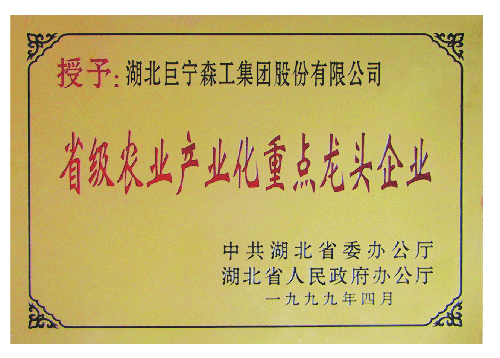 授予:湖北巨宁森工集团股份有限公司
省级农业产业化重点龙头企业
中共湖北省委办公厅
湖北省人民政府办公厅
一九九九年四月